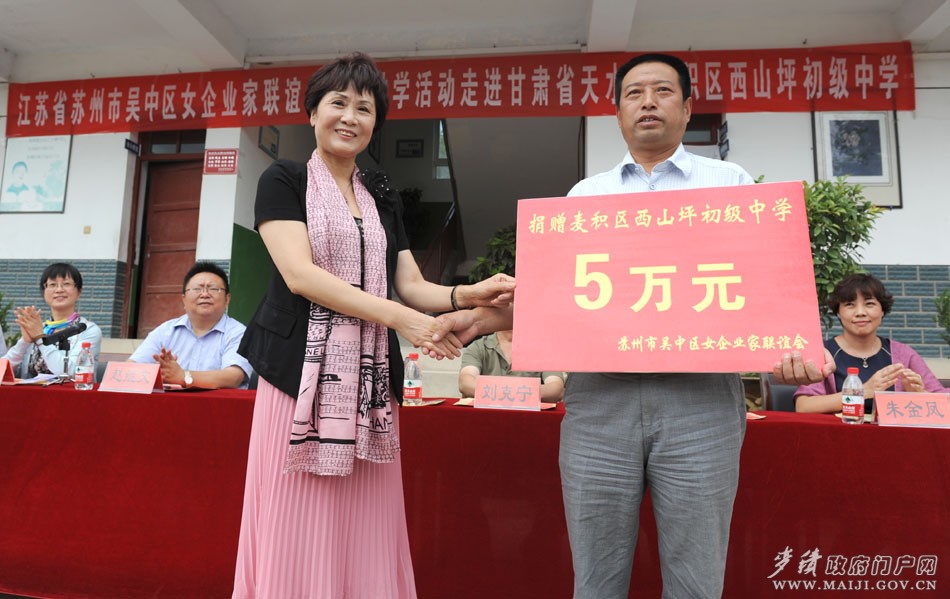 江苏省苏州市吴中区女企业家联谊 学活动走进甘肃省天水 积区西山坪初级中学
捐赠麦积区西山坪初级中学
5万元
苏州市吴中区女企业家联谊会
刘克宁
朱金凤
麦积政府门户网
WWW.MAIJI.GOV.CN